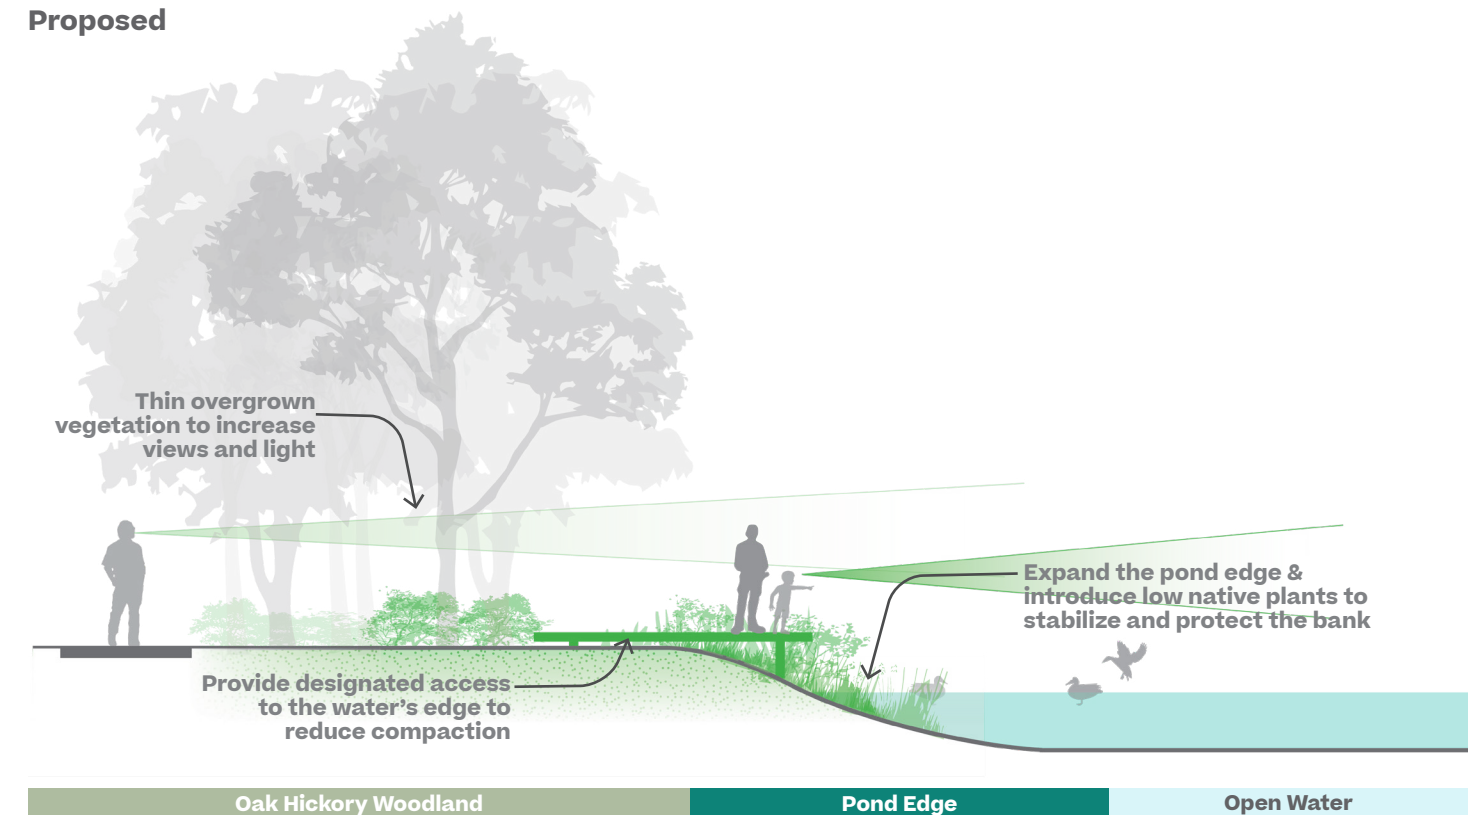 Proposed
Thin overgrown
vegetation to increase
views and light
Expand the pond edge &
introduce low native plants to
stabilize and protect the bank
Provide designated access
to the water’s edge to
reduce compaction
Oak Hickory Woodland
Pond Edge
Open Water